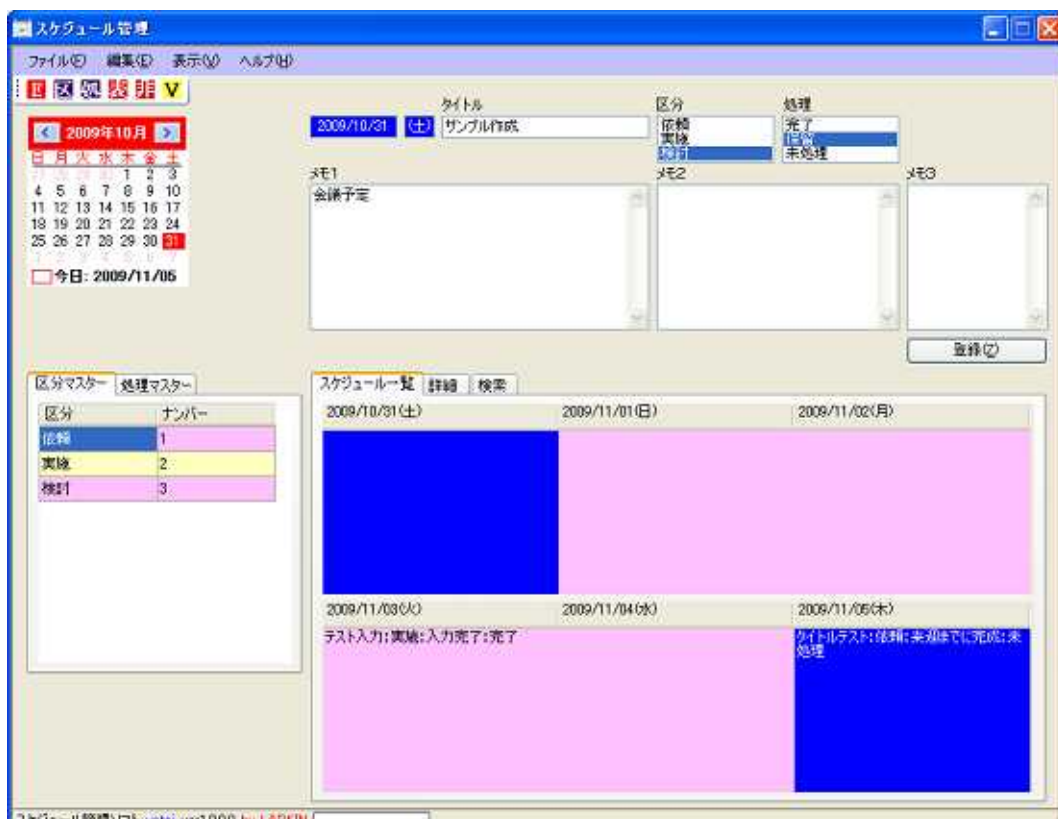 スケジュール管理
ファイル(F) 編集(E) 表示(V) ヘルプ(H)
V
2009年10月
日 月 火 水 木 金 土
1 2 3
4 5 6 7 8 9 10
11 12 13 14 15 16 17
18 19 20 21 22 23 24
25 26 27 28 29 30 31
今日: 2009/11/05
タイトル 区分 処理
2009/10/31 (土) サンプル作成 依頼 完了
実施 保留
検討 未処理
メモ1 メモ2 メモ3
会議予定
登録(Z)
区分マスター 処理マスター
区分 ナンバー
依頼 1
実施 2
検討 3
スケジュール一覧 詳細 検索
2009/10/31(土) 2009/11/01(日) 2009/11/02(月)
2009/11/03(火) 2009/11/04(水) 2009/11/05(木)
テスト入力:実施:入力完了:完了 タイトルテスト:依頼:来週までに完成:未
処理